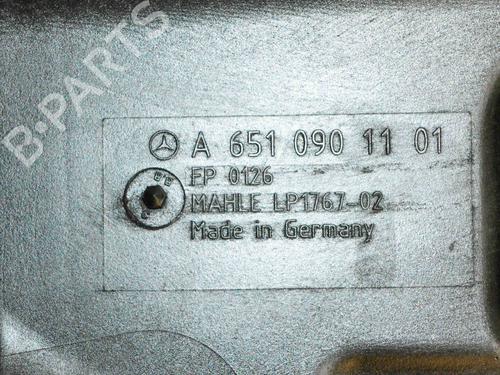 B-PARTS
A 651 090 11 01
EP 0126
MAHLE LP1767-02
Made in Germany